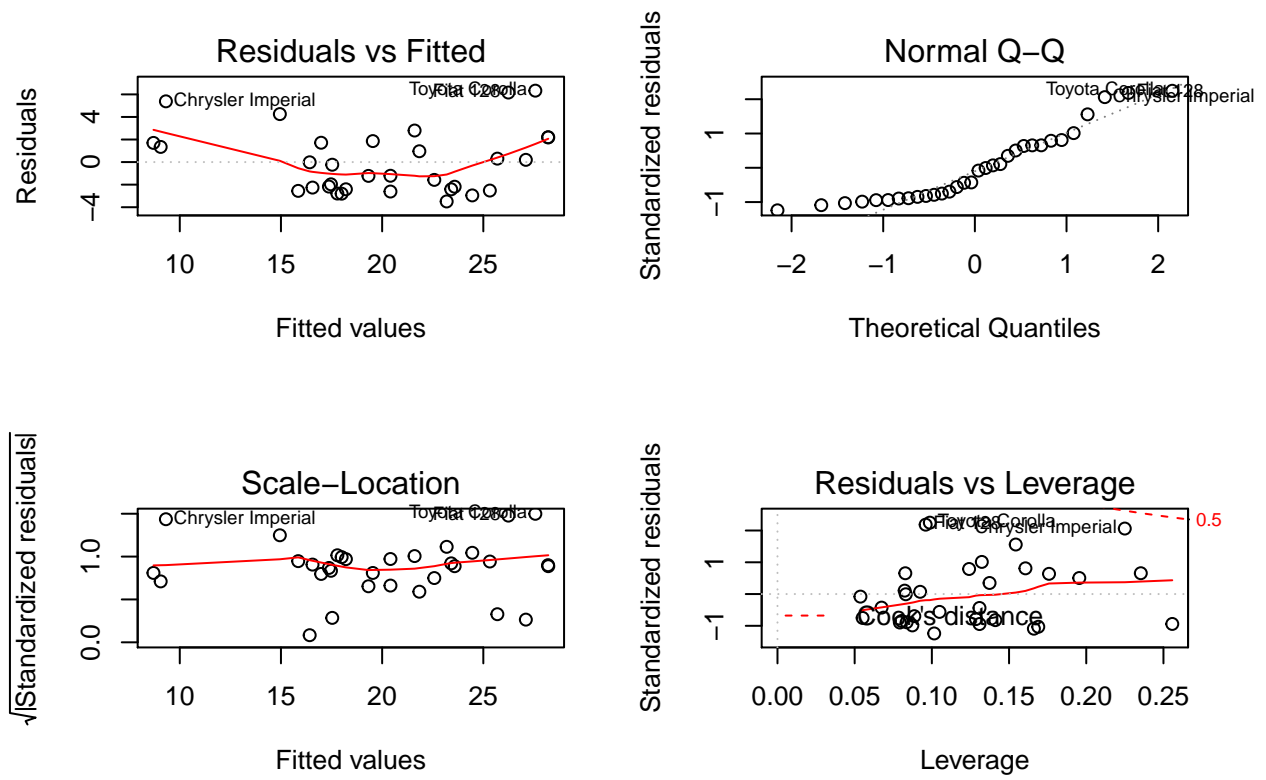 Residuals vs Fitted
Residuals
−4
0
4
Chrysler Imperial
Toyota Corolla
Fiat 128
10
15
20
25
Fitted values
Normal Q−Q
Standardized residuals
−1
1
Toyota Corolla
Fiat 128
Chrysler Imperial
−2
−1
0
1
2
Theoretical Quantiles
Scale−Location
√|Standardized residuals|
0.0
1.0
Chrysler Imperial
Toyota Corolla
Fiat 128
10
15
20
25
Fitted values
Residuals vs Leverage
Standardized residuals
−1
1
Toyota Corolla
Fiat 128
Chrysler Imperial
0.5
Cook's distance
0.00
0.05
0.10
0.15
0.20
0.25
Leverage